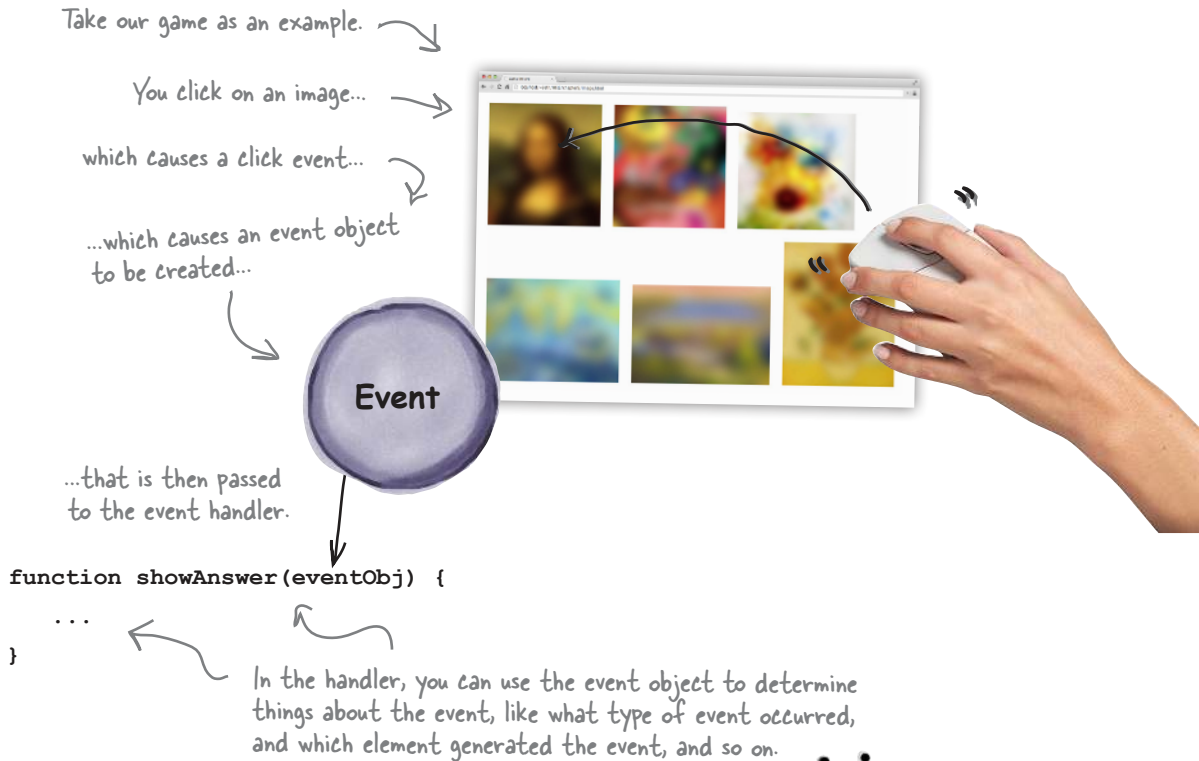 Take our game as an example.
You click on an image...
which causes a click event...
...which causes an event object
to be created...
Event
...that is then passed
to the event handler.
function showAnswer(eventObj) {
...
}
In the handler, you can use the event object to determine
things about the event, like what type of event occurred,
and which element generated the event, and so on.